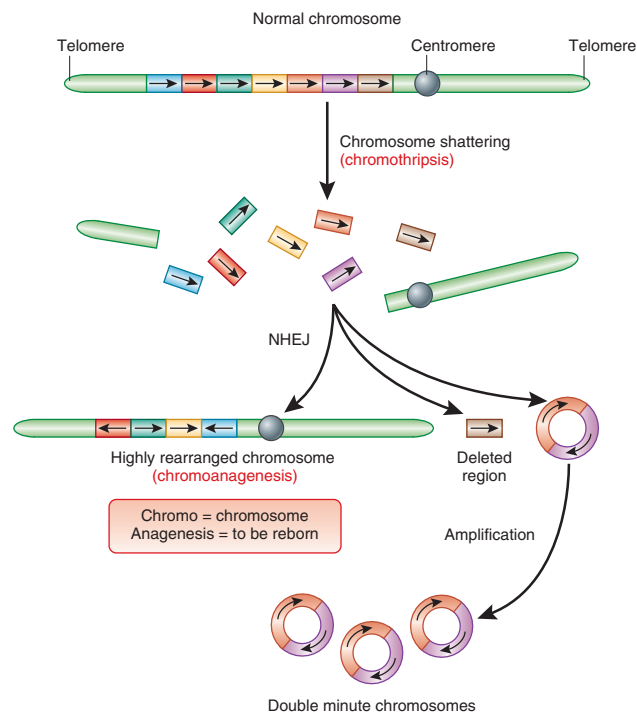 Normal chromosome
Telomere
Centromere
Telomere
Chromosome shattering
(chromothripsis)
NHEJ
Highly rearranged chromosome
(chromoanagenesis)
Deleted
region
Chromo = chromosome
Anagenesis = to be reborn
Amplification
Double minute chromosomes